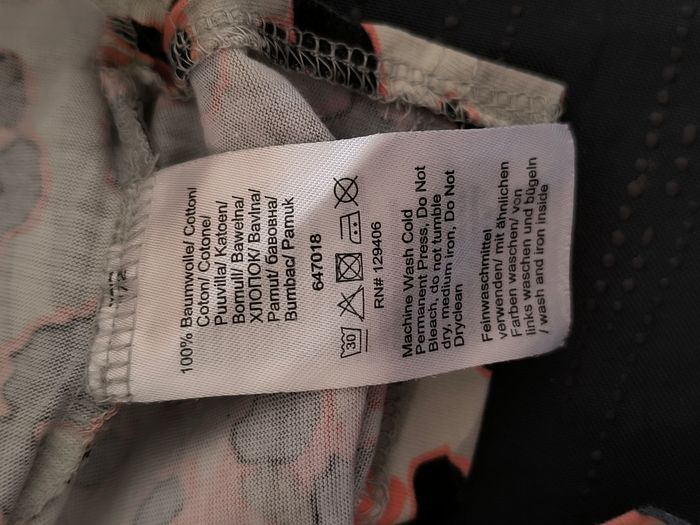 100% Baumwolle/ Cotton/
Coton/ Cotone/
Puuvilla/ Katoen/
Bomull/ Bawełna/
ХЛОПОК/ Bavlna/
Pamut/ бавовна/
Bumbac/ Pamuk
647018
30
RN# 129406
Machine Wash Cold
Permanent Press, Do Not
Bleach, do not tumble
dry, medium iron, Do Not
Dryclean
Feinwaschmittel
verwenden/ mit ähnlichen
Farben waschen/ von
links waschen und bügeln
/ wash and iron inside